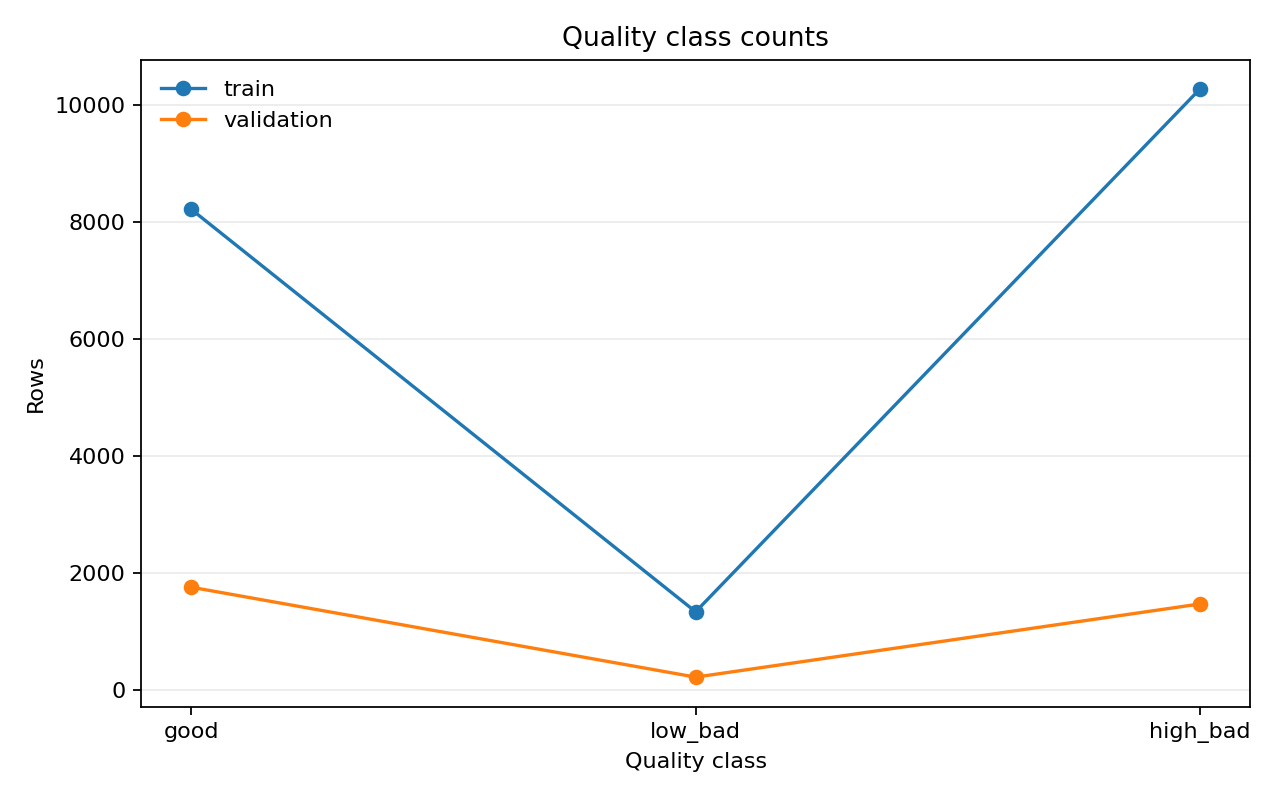 Quality class counts
train
validation
10000
8000
6000
4000
2000
0
Rows
good low_bad high_bad
Quality class